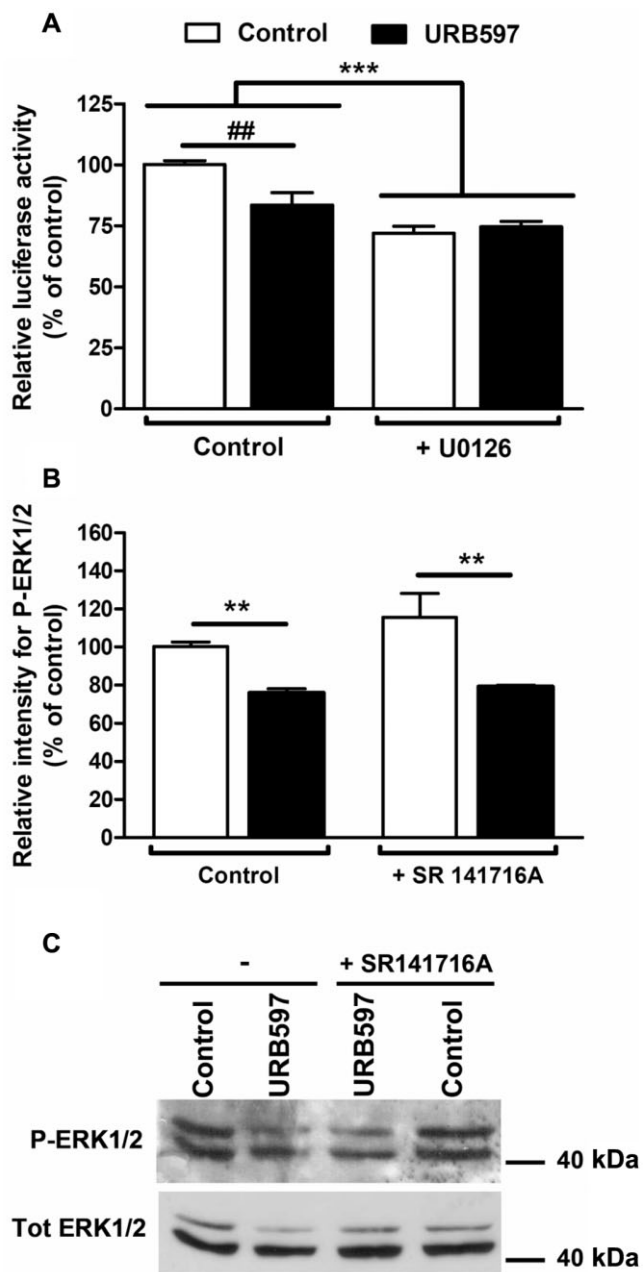 A
Control
URB597
***
##
125
100
75
50
25
0
Relative luciferase activity
(% of control)
Control
+ U0126
B
**
**
160
140
120
100
80
60
40
20
0
Relative intensity for P-ERK1/2
(% of control)
Control
+ SR 141716A
C
-
+ SR141716A
Control
URB597
URB597
Control
P-ERK1/2
40 kDa
Tot ERK1/2
40 kDa